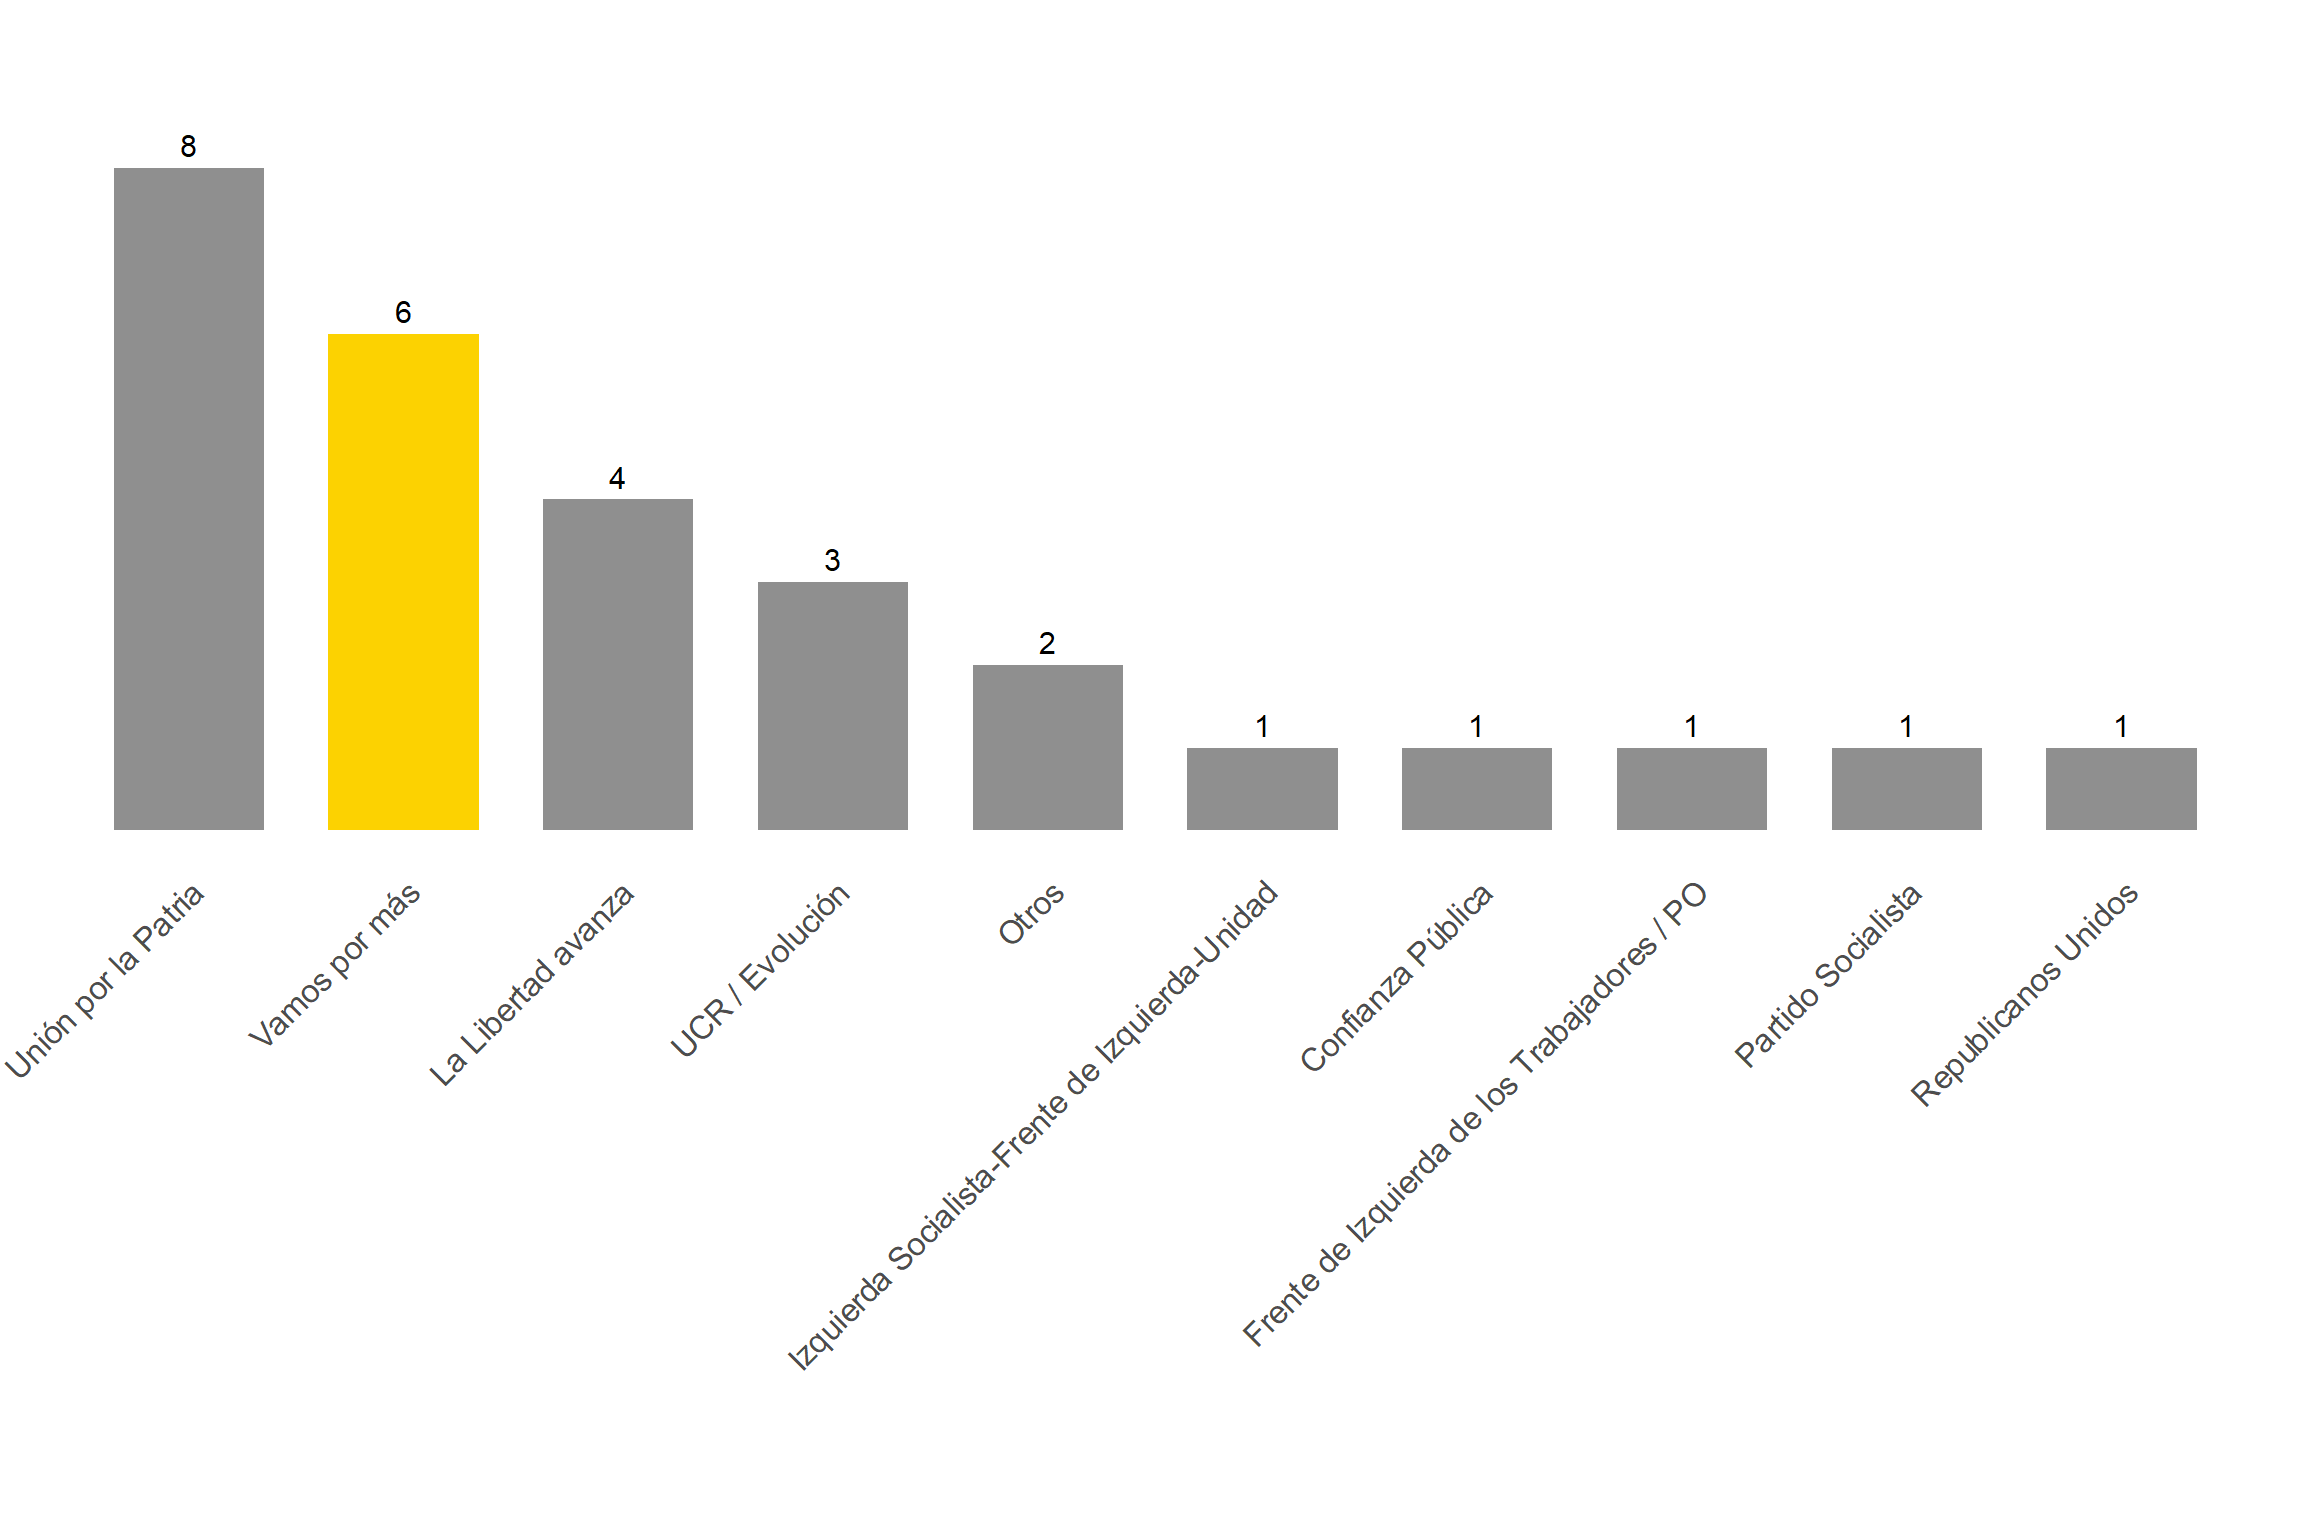 8
6
4
3
2
1
1
1
1
1
Unión por la Patria
Vamos por más
La Libertad avanza
UCR / Evolución
Otros
Izquierda Socialista-Frente de Izquierda-Unidad
Confianza Pública
Frente de Izquierda de los Trabajadores / PO
Partido Socialista
Republicanos Unidos